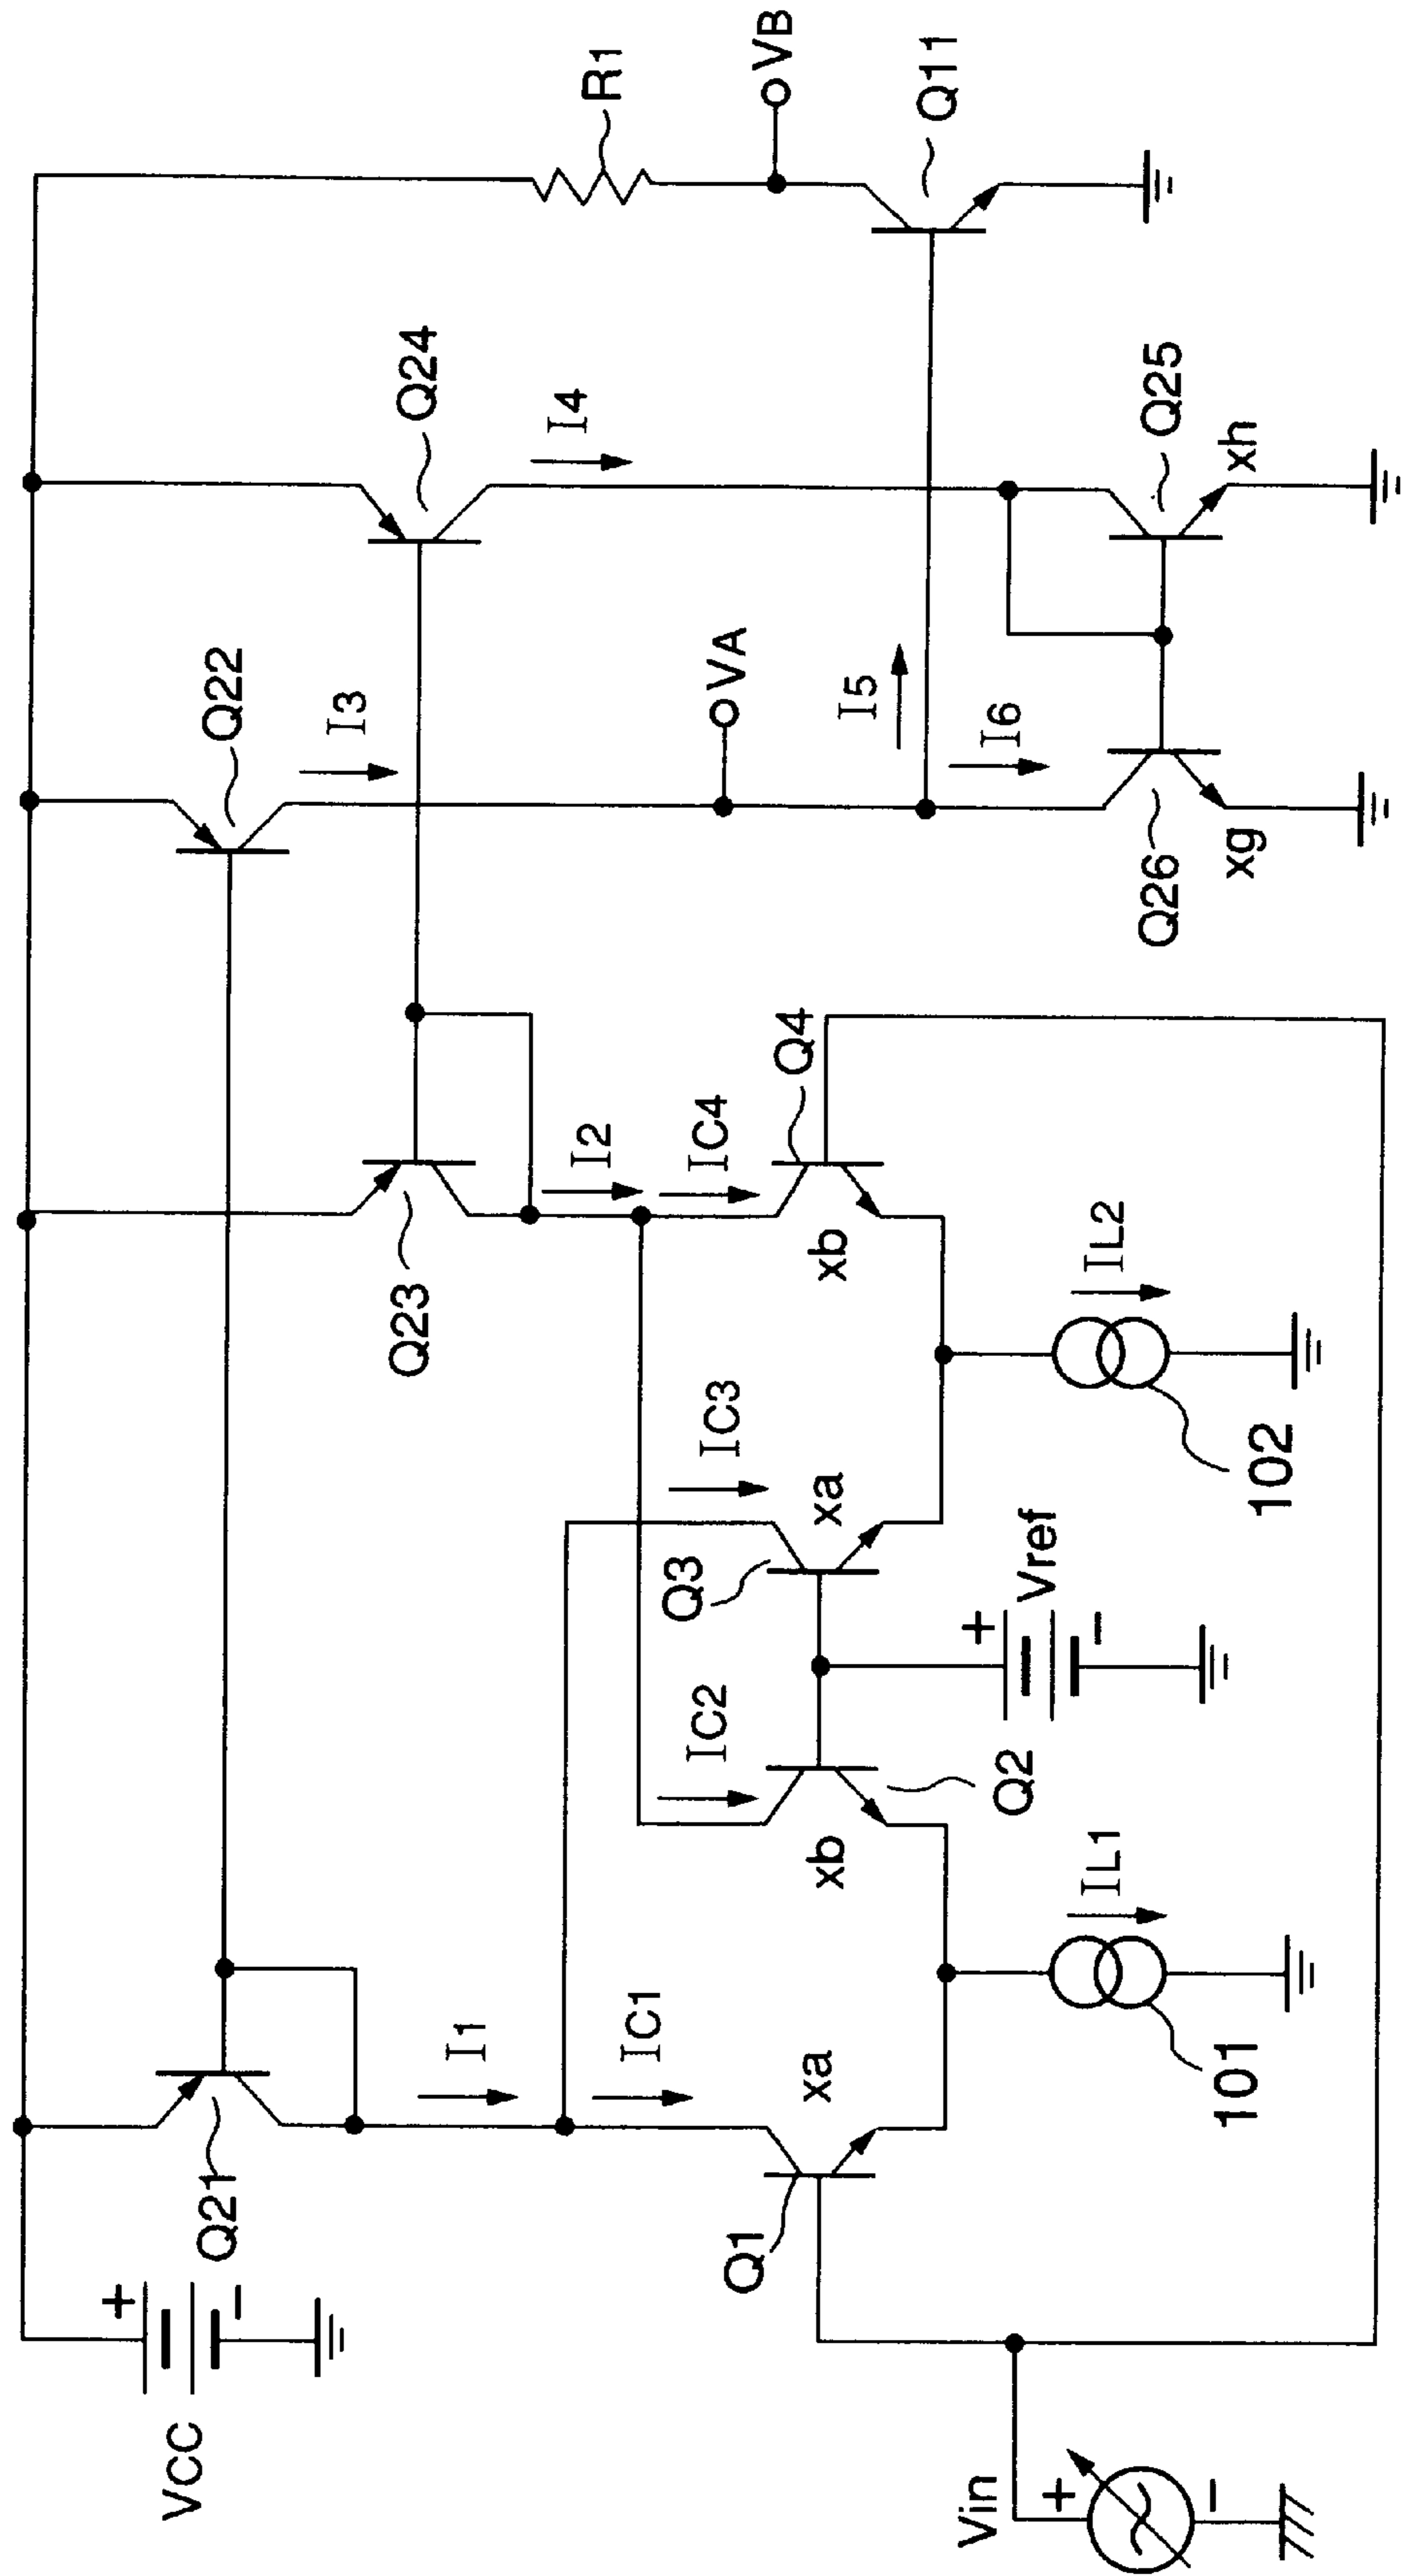 VCC
+
−
Q21
Q22
Q23
Q24
R1
VB
Q11
I1
I2
I3
I4
VA
I5
I6
Q25
xh
Q26
xg
IC1
Q1
xa
IC2
Q2
xb
IC3
Q3
xa
IC4
Q4
xb
+
−
Vref
IL1
101
IL2
102
Vin
+
−